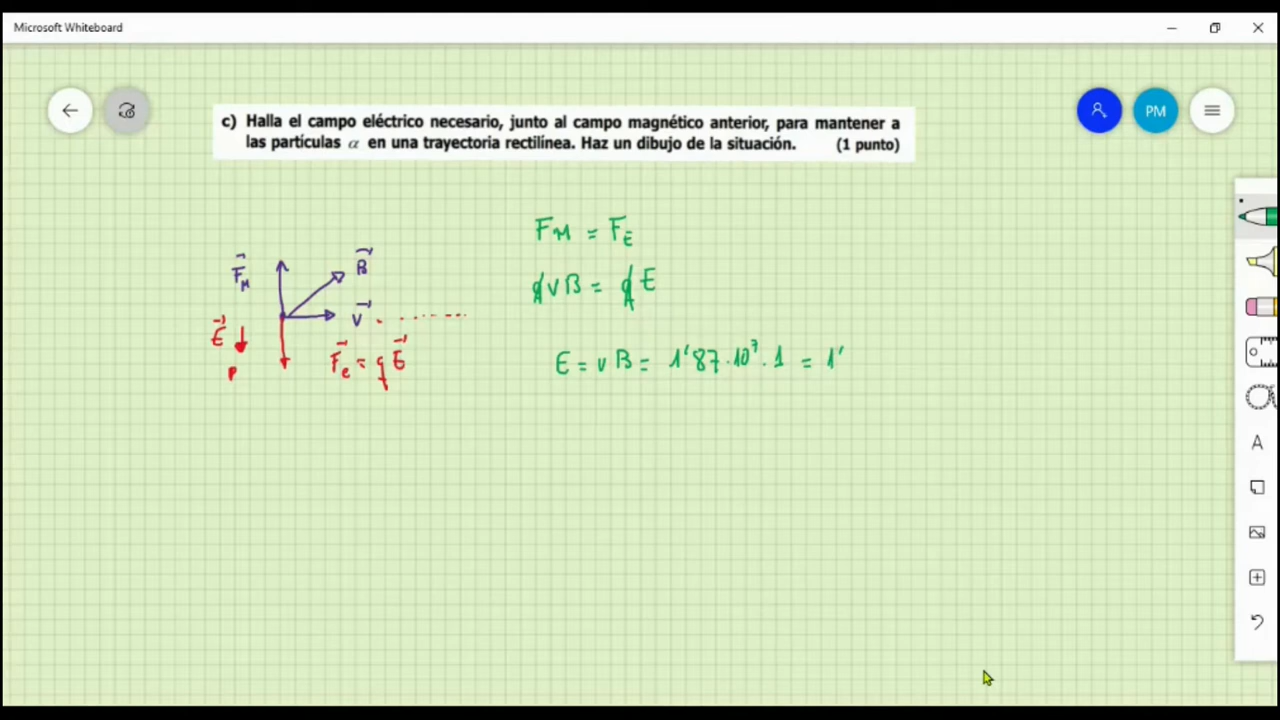 Microsoft Whiteboard
PM
c) Halla el campo eléctrico necesario, junto al campo magnético anterior, para mantener a
las partículas α en una trayectoria rectilínea. Haz un dibujo de la situación. (1 punto)
F⃗M
B⃗
V⃗
E⃗
P
F⃗e = qE⃗
FM = FE
qvB = qE
E = vB = 1'87·10⁷·1 = 1'
A